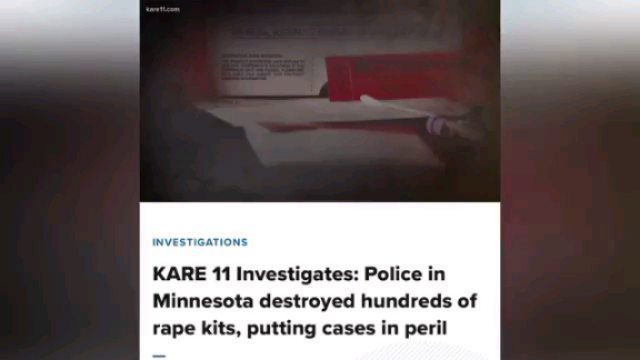 kare11.com
INVESTIGATIONS
KARE 11 Investigates: Police in
Minnesota destroyed hundreds of
rape kits, putting cases in peril